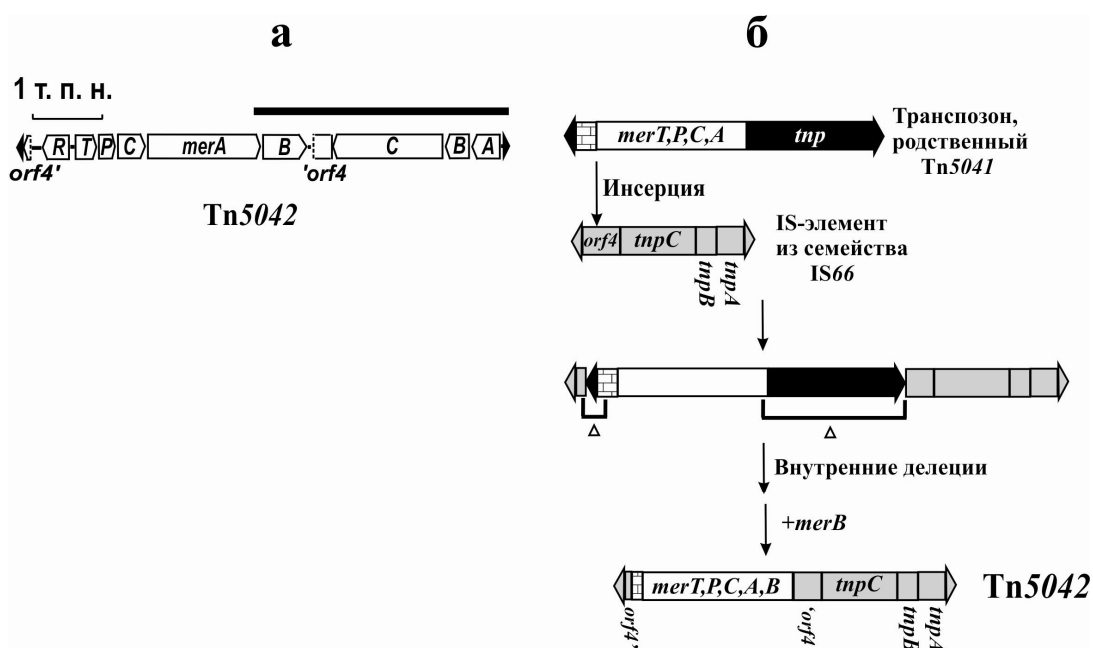 а
1 т. п. н.
R T P C merA B C B A
orf4' 'orf4
Tn5042
б
merT,P,C,A tnp
Транспозон,
родственный
Tn5041
Инсерция
orf4 tnpC
tnpB tnpA
IS-элемент
из семейства
IS66
Δ Δ
Внутренние делеции
+merB
merT,P,C,A,B tnpC
Tn5042
orf4' 'orf4 tnpB tnpA